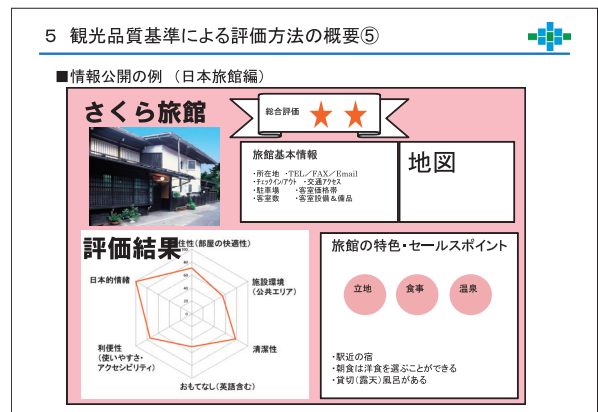 5 観光品質基準による評価方法の概要⑤
■情報公開の例 (日本旅館編)
さくら旅館
総合評価
旅館基本情報
・所在地 ・TEL/FAX/Email
・チェックイン/アウト ・交通アクセス
・駐車場 ・客室価格帯
・客室数 ・客室設備&備品
地図
評価結果
住性(部屋の快適性)
100
80
60
40
20
0
施設環境
(公共エリア)
清潔性
おもてなし(英語含む)
利便性
(使いやすさ・
アクセシビリティ)
日本的情緒
旅館の特色・セールスポイント
立地 食事 温泉
・駅近の宿
・朝食は洋食を選ぶことができる
・貸切(露天)風呂がある